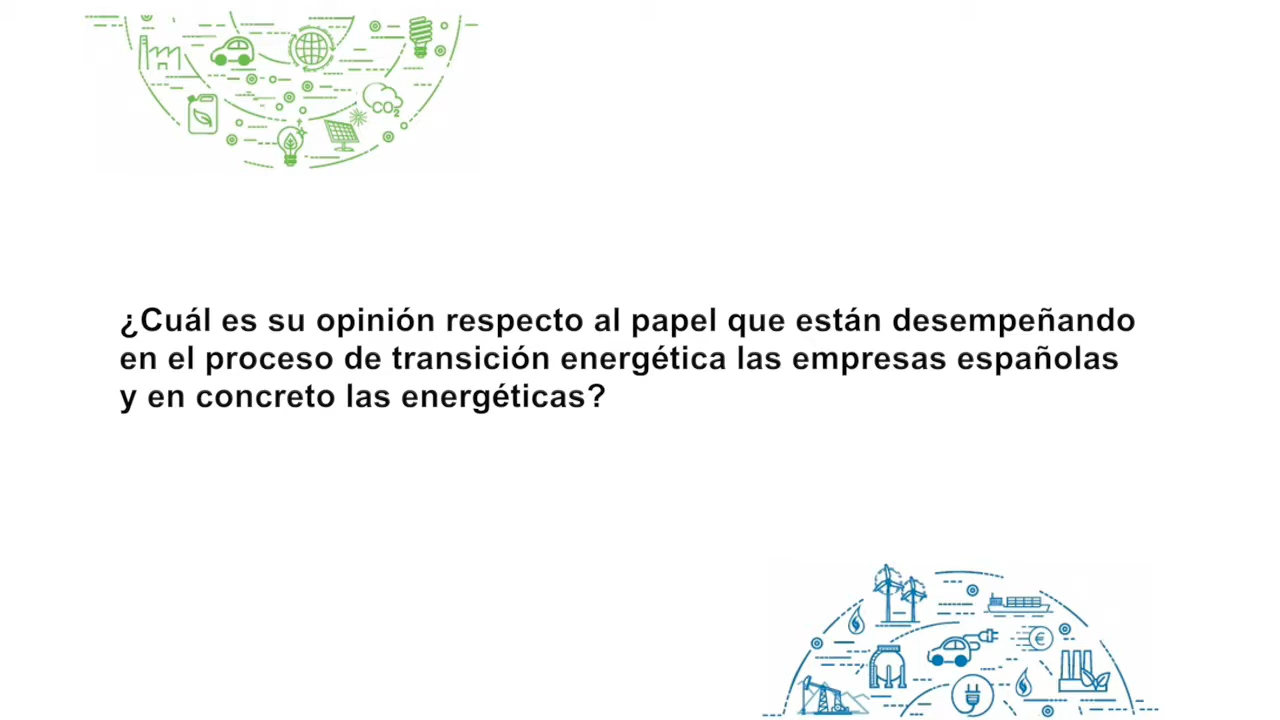 CO2
¿Cuál es su opinión respecto al papel que están desempeñando
en el proceso de transición energética las empresas españolas
y en concreto las energéticas?
€